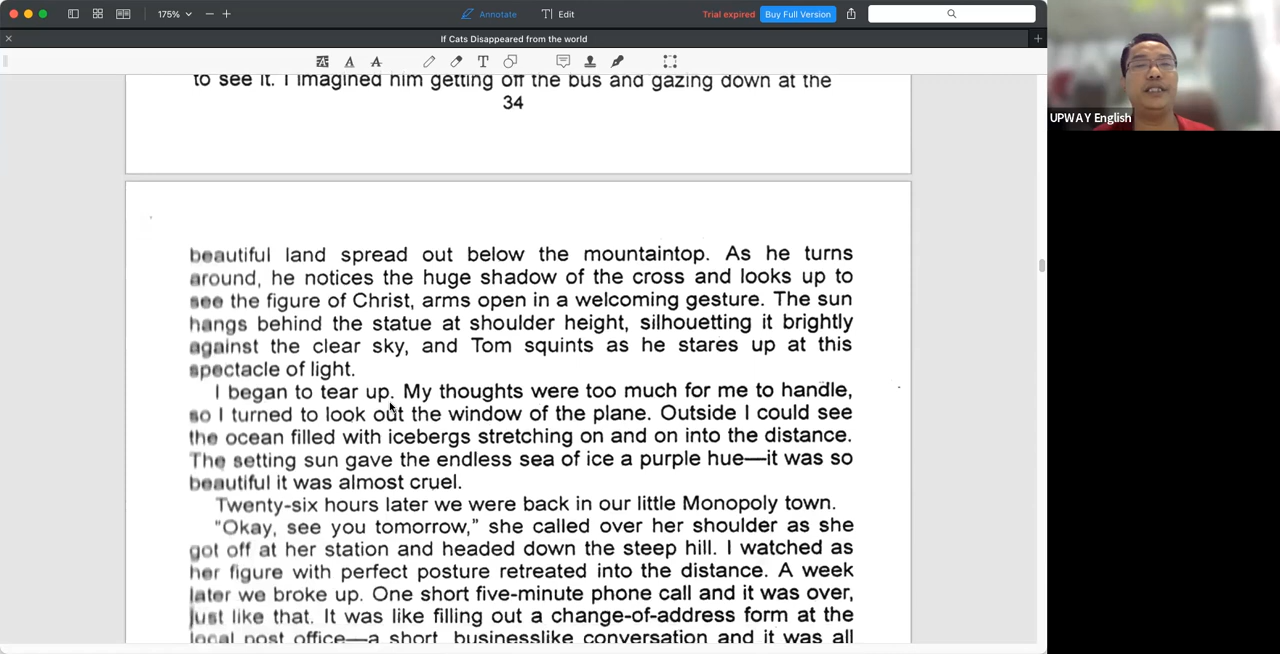 175%
Annotate
Edit
Trial expired
Buy Full Version
If Cats Disappeared from the world
to see it. I imagined him getting off the bus and gazing down at the
34
beautiful land spread out below the mountaintop. As he turns
around, he notices the huge shadow of the cross and looks up to
see the figure of Christ, arms open in a welcoming gesture. The sun
hangs behind the statue at shoulder height, silhouetting it brightly
against the clear sky, and Tom squints as he stares up at this
spectacle of light.
I began to tear up. My thoughts were too much for me to handle,
so I turned to look out the window of the plane. Outside I could see
the ocean filled with icebergs stretching on and on into the distance.
The setting sun gave the endless sea of ice a purple hue—it was so
beautiful it was almost cruel.
Twenty-six hours later we were back in our little Monopoly town.
"Okay, see you tomorrow," she called over her shoulder as she
got off at her station and headed down the steep hill. I watched as
her figure with perfect posture retreated into the distance. A week
later we broke up. One short five-minute phone call and it was over,
just like that. It was like filling out a change-of-address form at the
local post office—a short, businesslike conversation and it was all
UPWAY English